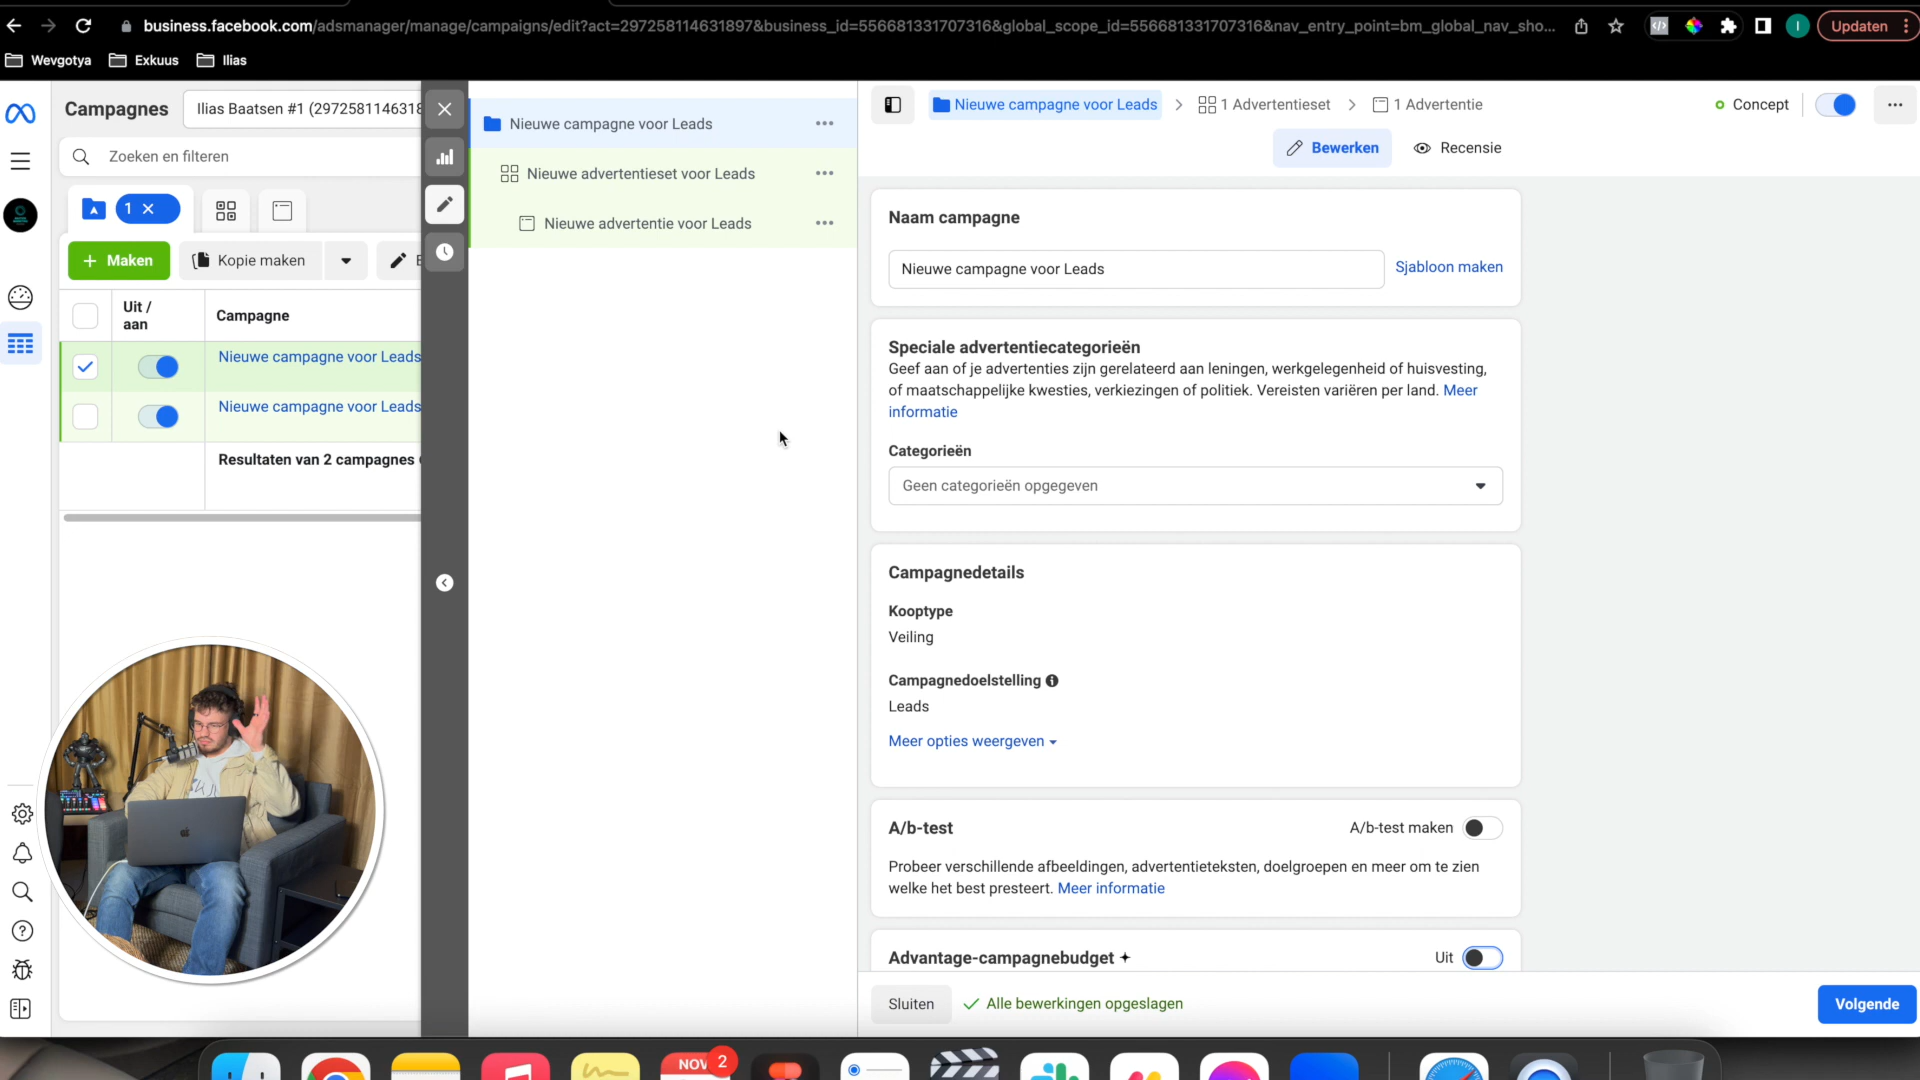 business.facebook.com/adsmanager/manage/campaigns/edit?act=297258114631897&business_id=556681331707316&global_scope_id=556681331707316&nav_entry_point=bm_global_nav_sho...
Updaten
Wevgotya
Exkuus
Ilias
Campagnes
Ilias Baatsen #1 (2972581146318
Zoeken en filteren
1
Maken
Kopie maken
Uit /
aan
Campagne
Nieuwe campagne voor Leads
Nieuwe campagne voor Leads
Resultaten van 2 campagnes
Nieuwe campagne voor Leads
Nieuwe advertentieset voor Leads
Nieuwe advertentie voor Leads
Nieuwe campagne voor Leads
1 Advertentieset
1 Advertentie
Concept
Bewerken
Recensie
Naam campagne
Nieuwe campagne voor Leads
Sjabloon maken
Speciale advertentiecategorieën
Geef aan of je advertenties zijn gerelateerd aan leningen, werkgelegenheid of huisvesting,
of maatschappelijke kwesties, verkiezingen of politiek. Vereisten variëren per land. Meer
informatie
Categorieën
Geen categorieën opgegeven
Campagnedetails
Kooptype
Veiling
Campagnedoelstelling
Leads
Meer opties weergeven
A/b-test
A/b-test maken
Probeer verschillende afbeeldingen, advertentieteksten, doelgroepen en meer om te zien
welke het best presteert. Meer informatie
Advantage-campagnebudget
Uit
Sluiten
Alle bewerkingen opgeslagen
Volgende
NOV
2